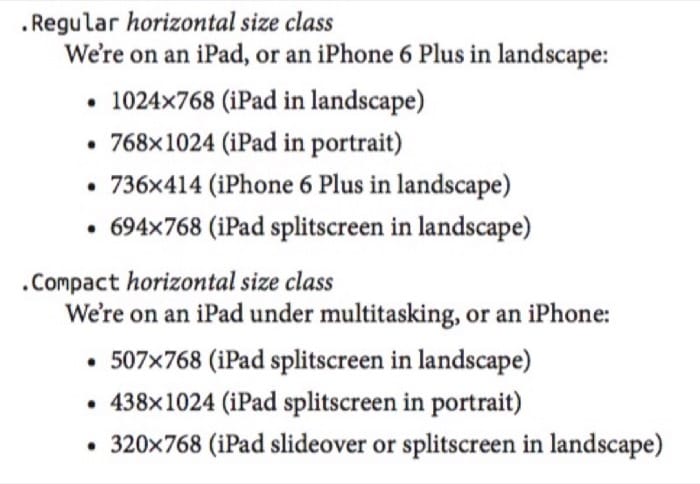 .Regular horizontal size class
We’re on an iPad, or an iPhone 6 Plus in landscape:
• 1024×768 (iPad in landscape)
• 768×1024 (iPad in portrait)
• 736×414 (iPhone 6 Plus in landscape)
• 694×768 (iPad splitscreen in landscape)
.Compact horizontal size class
We’re on an iPad under multitasking, or an iPhone:
• 507×768 (iPad splitscreen in landscape)
• 438×1024 (iPad splitscreen in portrait)
• 320×768 (iPad slideover or splitscreen in landscape)